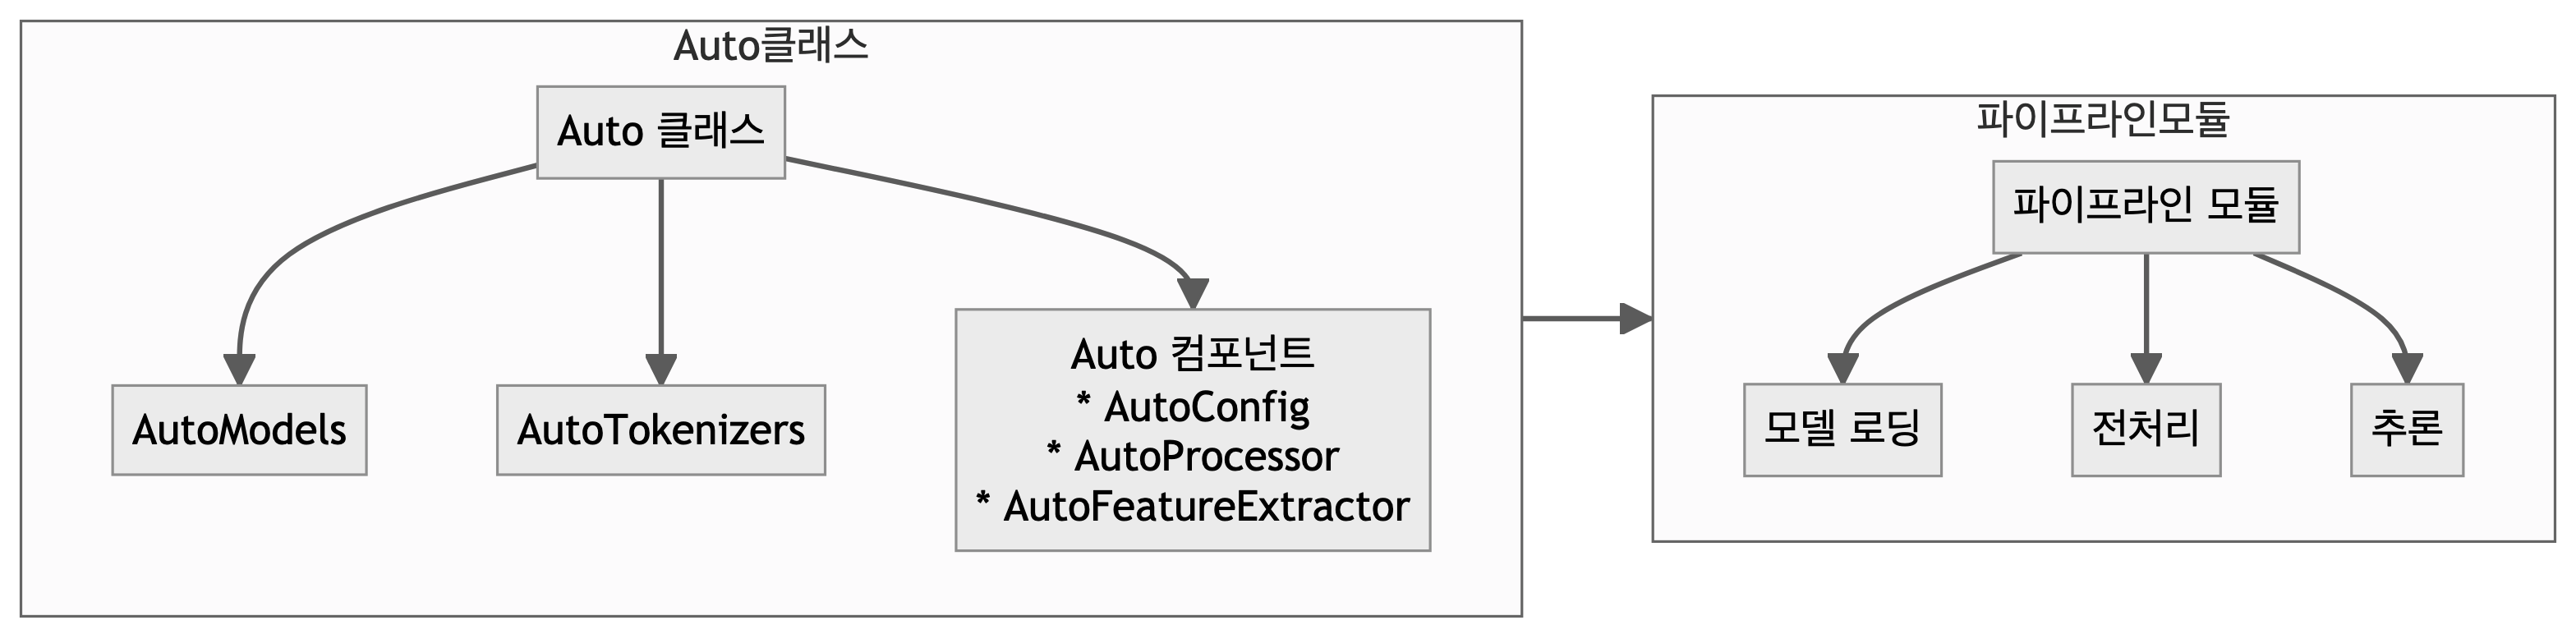 Auto클래스
Auto 클래스
AutoModels
AutoTokenizers
Auto 컴포넌트
* AutoConfig
* AutoProcessor
* AutoFeatureExtractor
파이프라인모듈
파이프라인 모듈
모델 로딩
전처리
추론